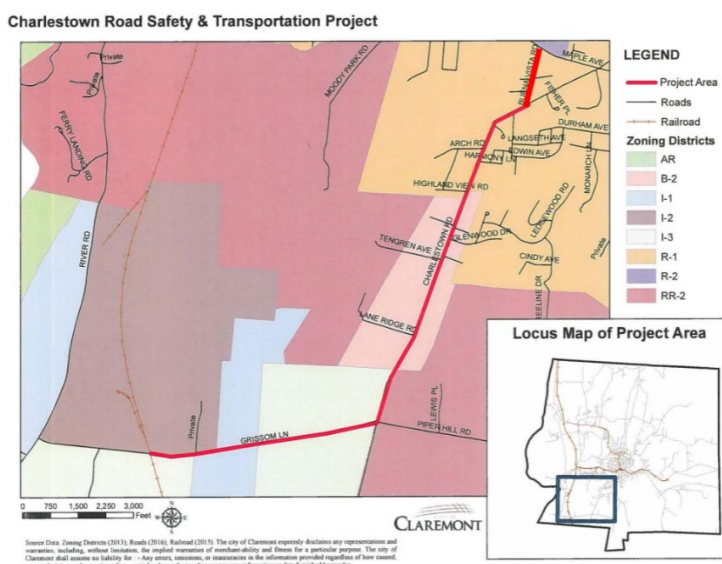 Charlestown Road Safety & Transportation Project
Private
Private
FERRY LANDING RD
MOODY PARK RD
BUENA VISTA RD
MAPLE AVE
FISHER PL
DURHAM AVE
LANGSETH AVE
ARCH RD
EDWIN AVE
HARMONY LN
MONARCH LN
HIGHLAND VIEW RD
LEDGEWOOD RD
RIVER RD
CHARLESTOWN RD
GLENWOOD DR
TENGREN AVE
Private
CINDY AVE
LANE RIDGE RD
LEWIS PL
Private
GRISSOM LN
PIPER HILL RD
LEGEND
Project Area
Roads
Railroad
Zoning Districts
AR
B-2
I-1
I-2
I-3
R-1
R-2
RR-2
Locus Map of Project Area
0 750 1,500 2,250 3,000
Feet
N
CLAREMONT
Source Data: Zoning Districts (2013); Roads (2016); Railroad (2015). The city of Claremont expressly disclaims any representations and
warranties, including, without limitation, the implied warranties of merchant-ability and fitness for a particular purpose. The city of
Claremont shall assume no liability for : - Any errors, emissions, or inaccuracies in the information provided regardless of how caused;